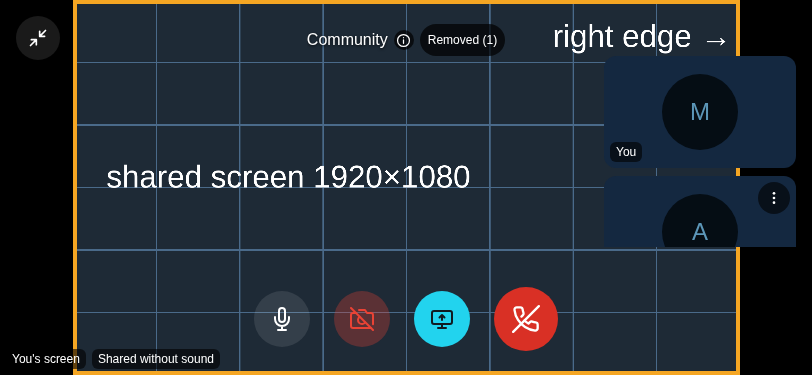 Community
Removed (1)
right edge →
M
You
shared screen 1920×1080
A
You's screen
Shared without sound